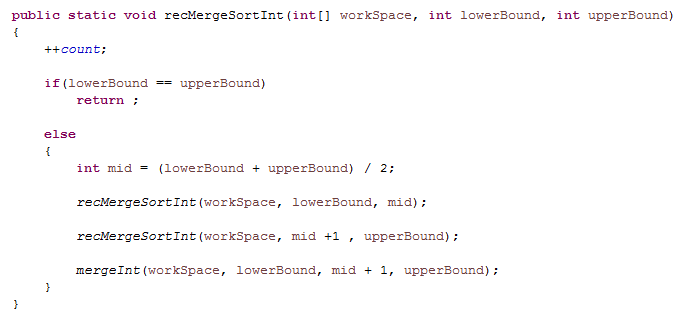 public static void recMergeSortInt(int[] workSpace, int lowerBound, int upperBound)
{
++count;
if(lowerBound == upperBound)
return ;
else
{
int mid = (lowerBound + upperBound) / 2;
recMergeSortInt(workSpace, lowerBound, mid);
recMergeSortInt(workSpace, mid +1 , upperBound);
mergeInt(workSpace, lowerBound, mid + 1, upperBound);
}
}